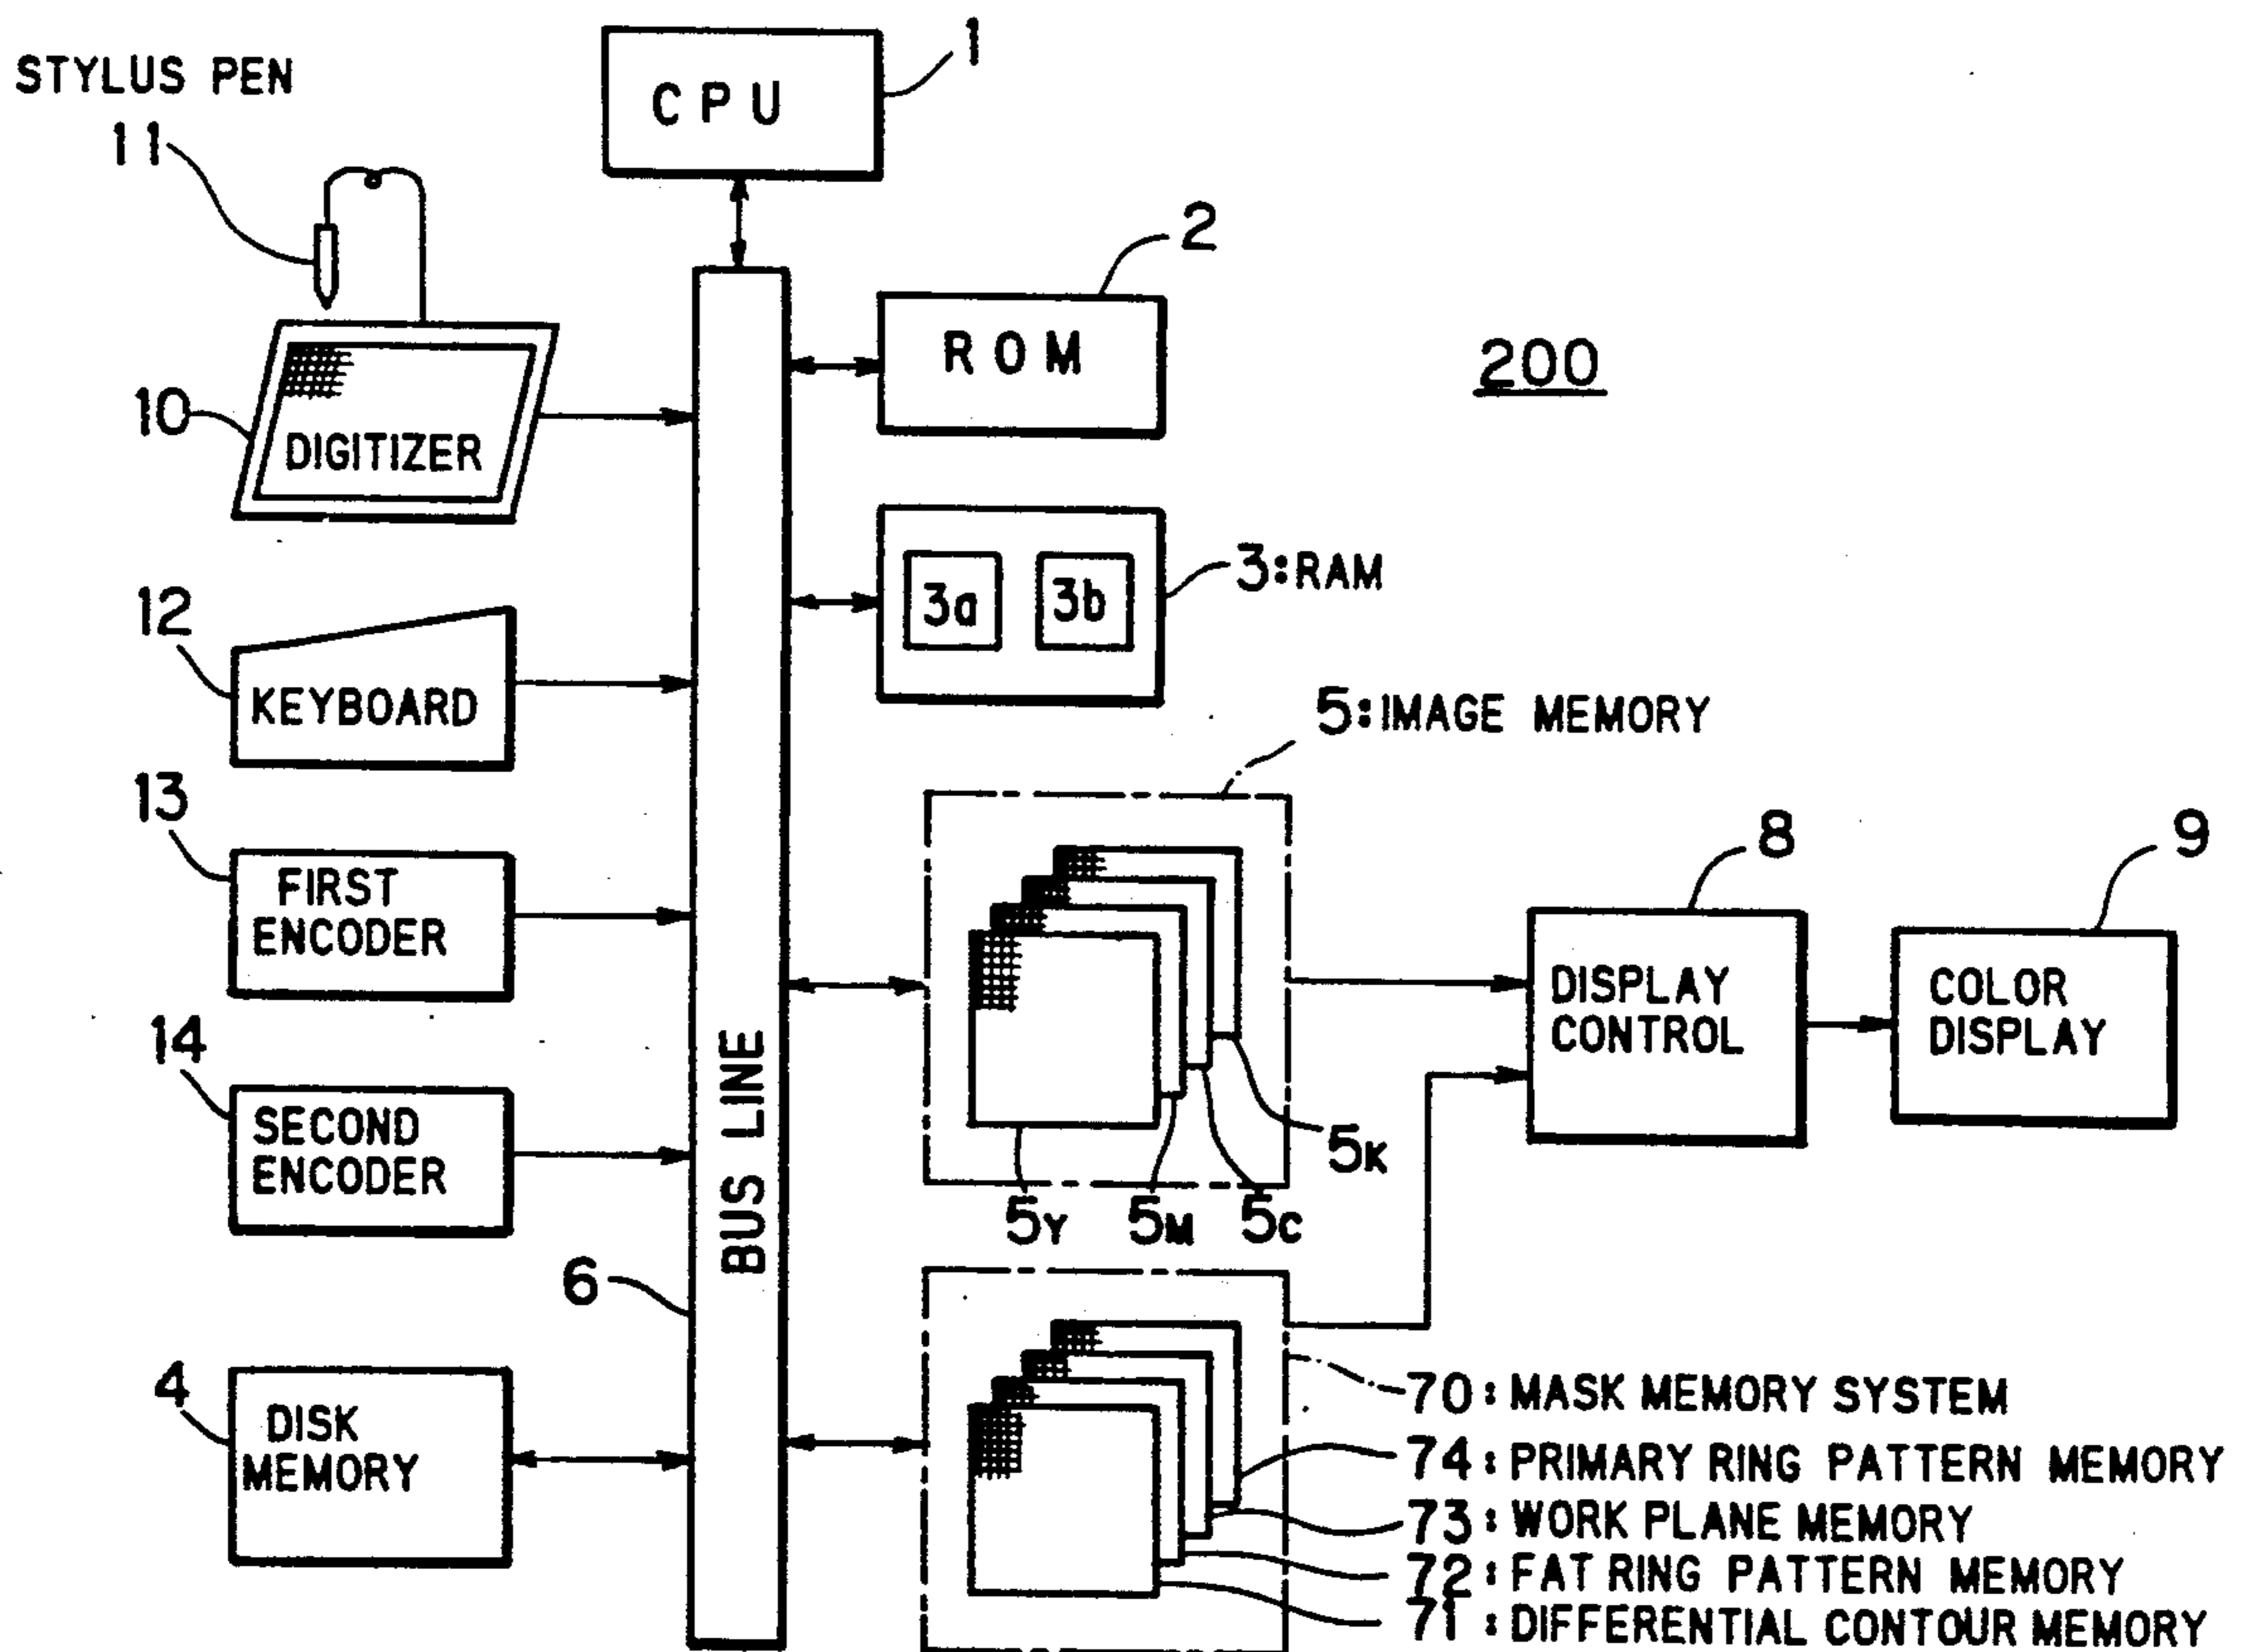 STYLUS PEN
11
CPU
1
2
ROM
200
10
DIGITIZER
3a
3b
3:RAM
12
KEYBOARD
5:IMAGE MEMORY
13
FIRST
ENCODER
8
9
DISPLAY
CONTROL
COLOR
DISPLAY
14
SECOND
ENCODER
BUS LINE
5K
5Y
5M
5C
6
4
DISK
MEMORY
70:MASK MEMORY SYSTEM
74:PRIMARY RING PATTERN MEMORY
73:WORK PLANE MEMORY
72:FAT RING PATTERN MEMORY
71:DIFFERENTIAL CONTOUR MEMORY